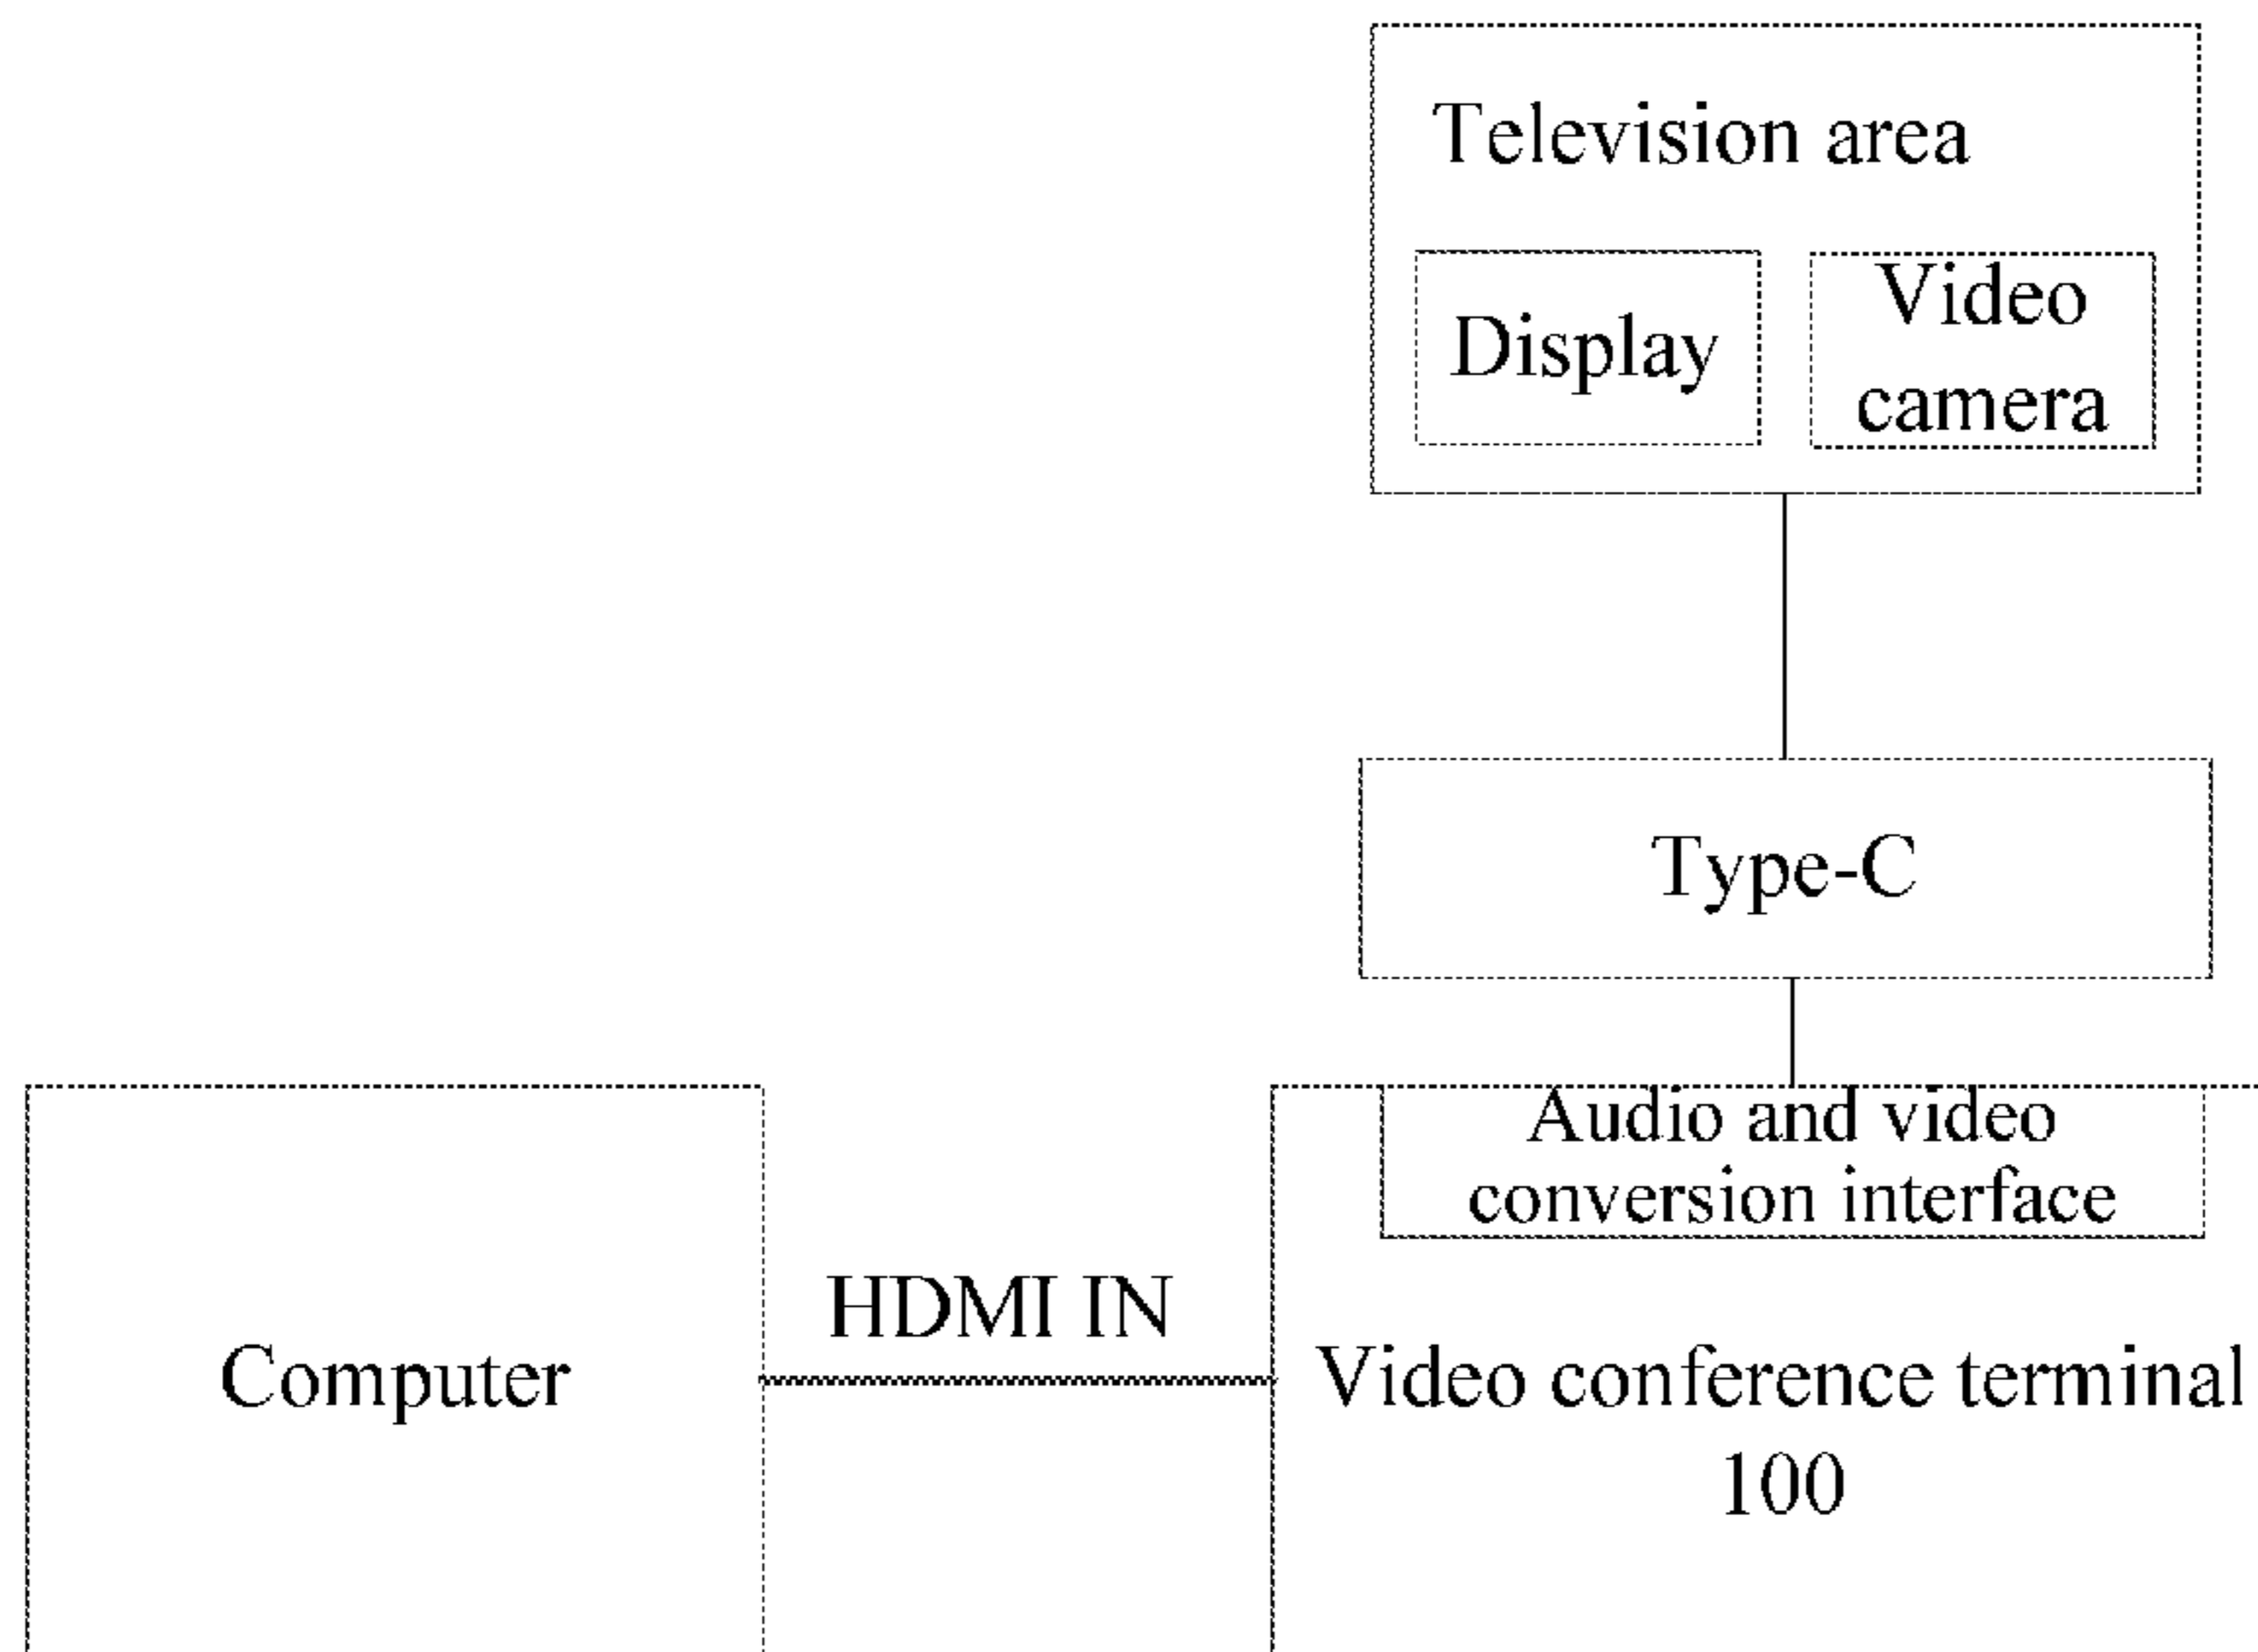 Television area
Display
Video
camera
Type-C
Audio and video
conversion interface
HDMI IN
Computer
Video conference terminal
100